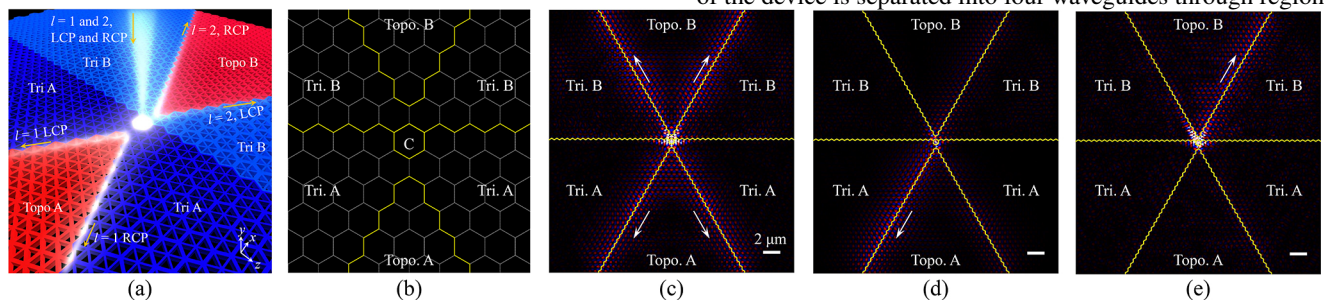 of the device is separated into four waveguides through region
l = 1 and 2,
LCP and RCP
l = 2, RCP
Tri B
Topo B
Tri A
l = 2, LCP
l = 1 LCP
Tri B
Topo A
Tri A
l = 1 RCP
y
x
z
(a)
Topo. B
Tri. B
Tri. B
C
Tri. A
Tri. A
Topo. A
(b)
Topo. B
Tri. B
Tri. B
Tri. A
Tri. A
2 μm
Topo. A
(c)
Topo. B
Tri. B
Tri. B
Tri. A
Tri. A
Topo. A
(d)
Topo. B
Tri. B
Tri. B
Tri. A
Tri. A
Topo. A
(e)